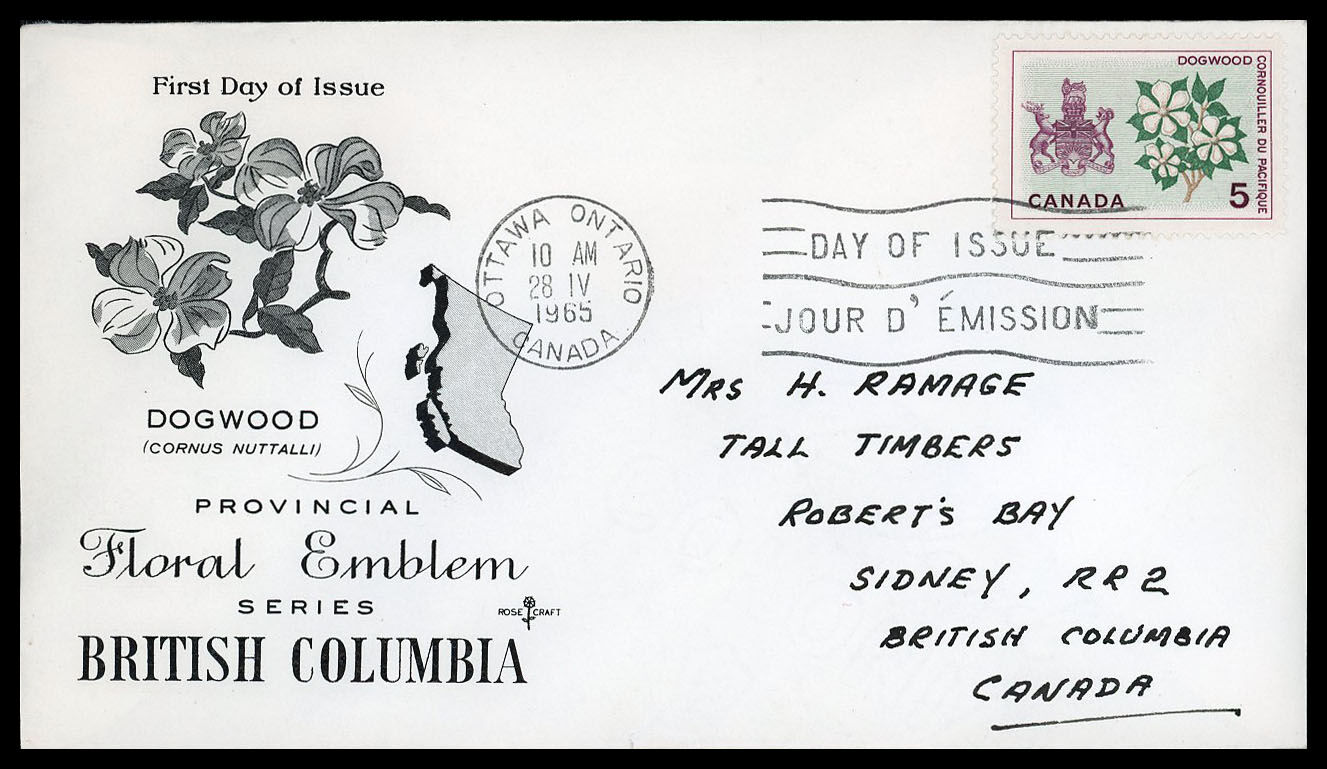 First Day of Issue
DOGWOOD
(CORNUS NUTTALLI)
PROVINCIAL
Floral Emblem
SERIES
ROSE CRAFT
BRITISH COLUMBIA
OTTAWA ONTARIO
10 AM
28 IV
1965
CANADA
DOGWOOD
CORNOUILLER DU PACIFIQUE
CANADA
5
DAY OF ISSUE
JOUR D' ÉMISSION
MRS H. RAMAGE
TALL TIMBERS
ROBERT'S BAY
SIDNEY, RR2
BRITISH COLUMBIA
CANADA